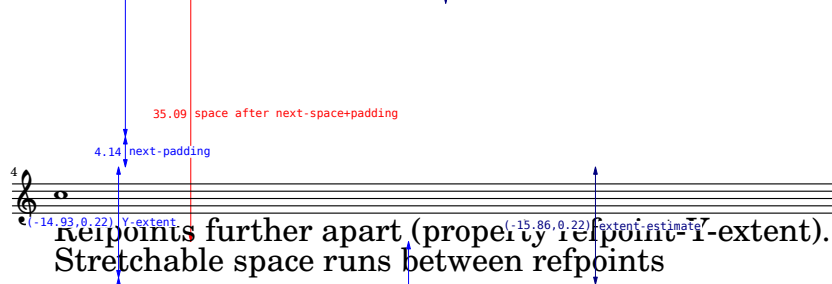 35.09 space after next-space+padding
4.14 next-padding
4
(-14.93,0.22) Y-extent
(-15.86,0.22) extent-estimate
Refpoints further apart (property refpoint-Y-extent).
Stretchable space runs between refpoints